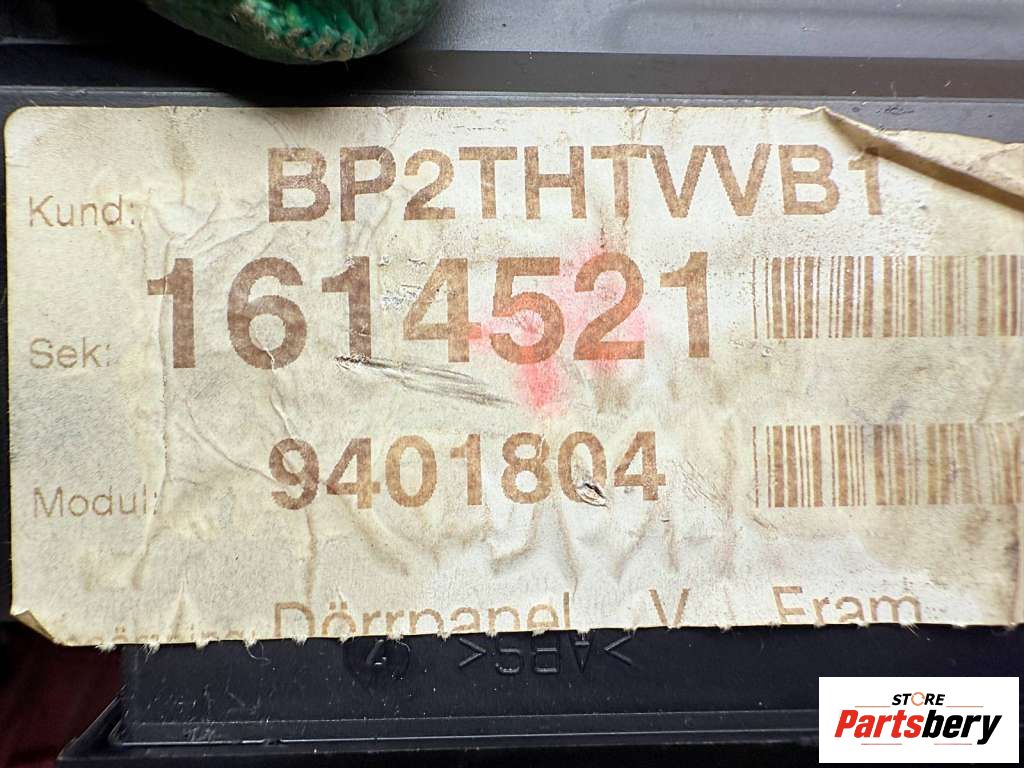 Kund: BP2THTVVB1
Sek: 1614521
Modul: 9401804
Dörrpanel V Fram
>ABS<
STORE
Partsbery